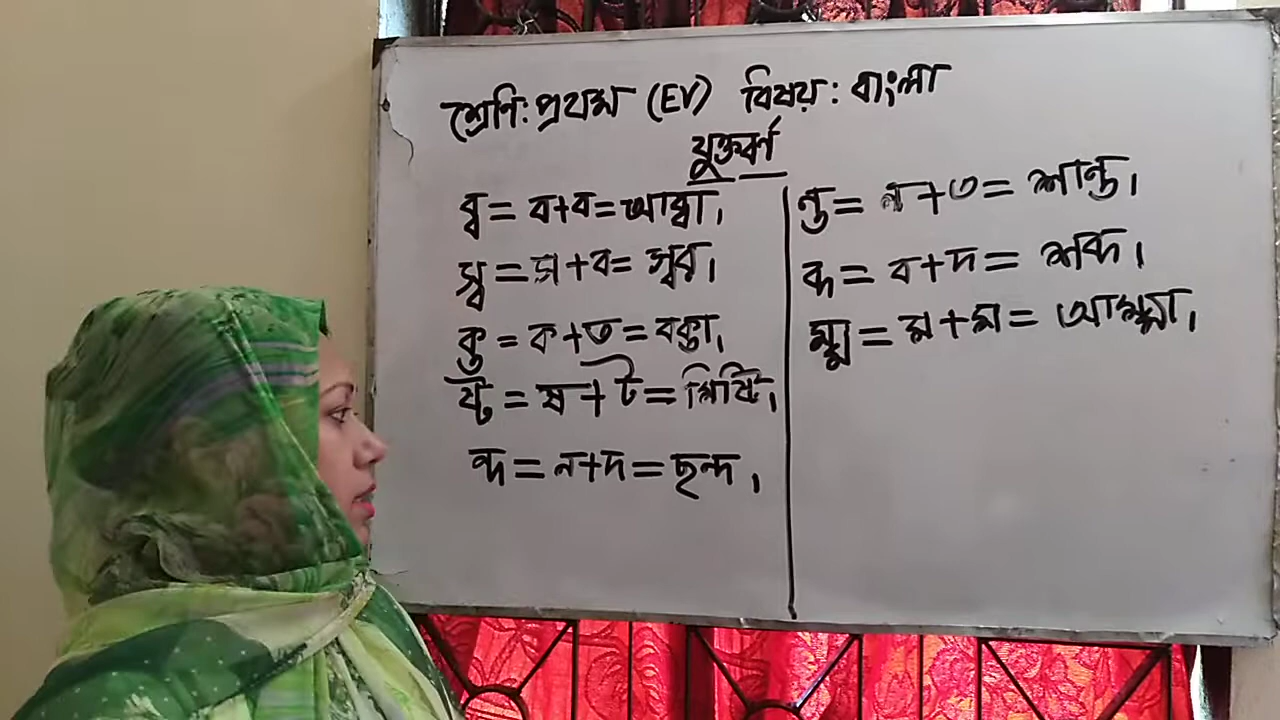 শ্রেণি: প্রথম (EV) বিষয়: বাংলা
যুক্তবর্ণ
ব্ব = ব+ব = আব্বা।
স্ব = স+ব = স্বর।
ক্ত = ক+ত = বক্তা।
ষ্ট = ষ+ট = মিষ্টি।
ন্দ = ন+দ = ছন্দ।
ন্ত = ন+ত = শান্ত।
ব্দ = ব+দ = শব্দ।
ম্ম = ম+ম = আম্মা।